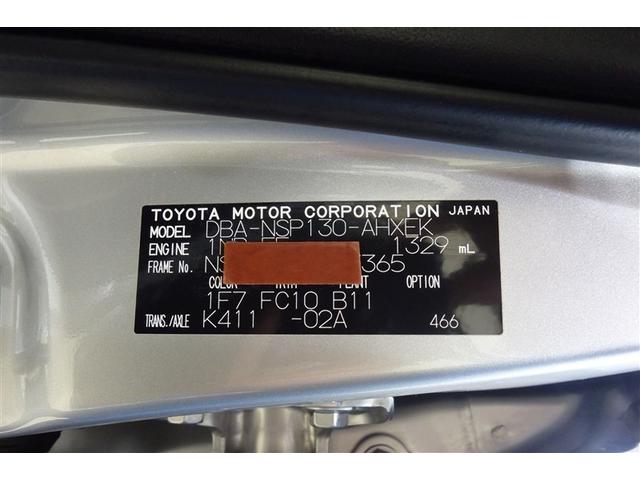 TOYOTA MOTOR CORPORATION JAPAN
MODEL DBA-NSP130-AHXEK
ENGINE 1329 mL
FRAME No. 365
COLOR TRIM PLANT OPTION
1F7 FC10 B11
TRANS./AXLE K411 -02A 466